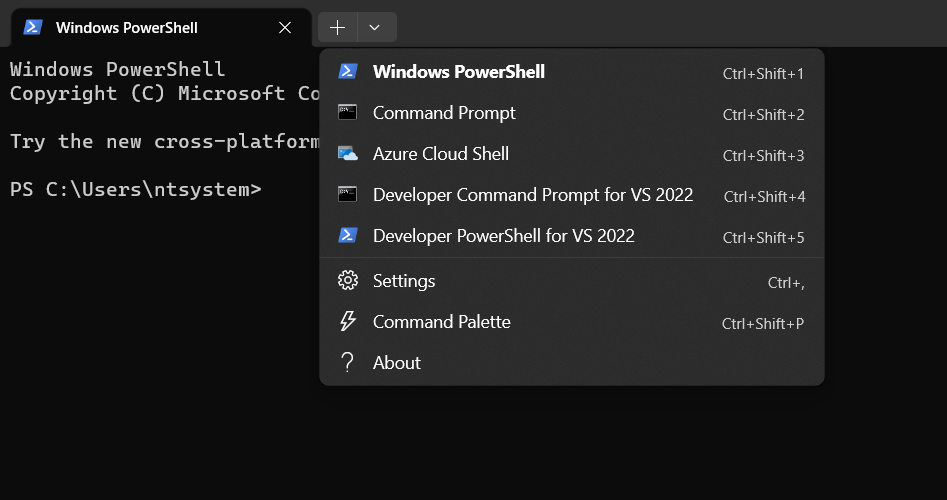 Windows PowerShell
Windows PowerShell
Copyright (C) Microsoft Co
Try the new cross-platform
PS C:\Users\ntsystem>
Windows PowerShell Ctrl+Shift+1
Command Prompt Ctrl+Shift+2
Azure Cloud Shell Ctrl+Shift+3
Developer Command Prompt for VS 2022 Ctrl+Shift+4
Developer PowerShell for VS 2022 Ctrl+Shift+5
Settings Ctrl+,
Command Palette Ctrl+Shift+P
About